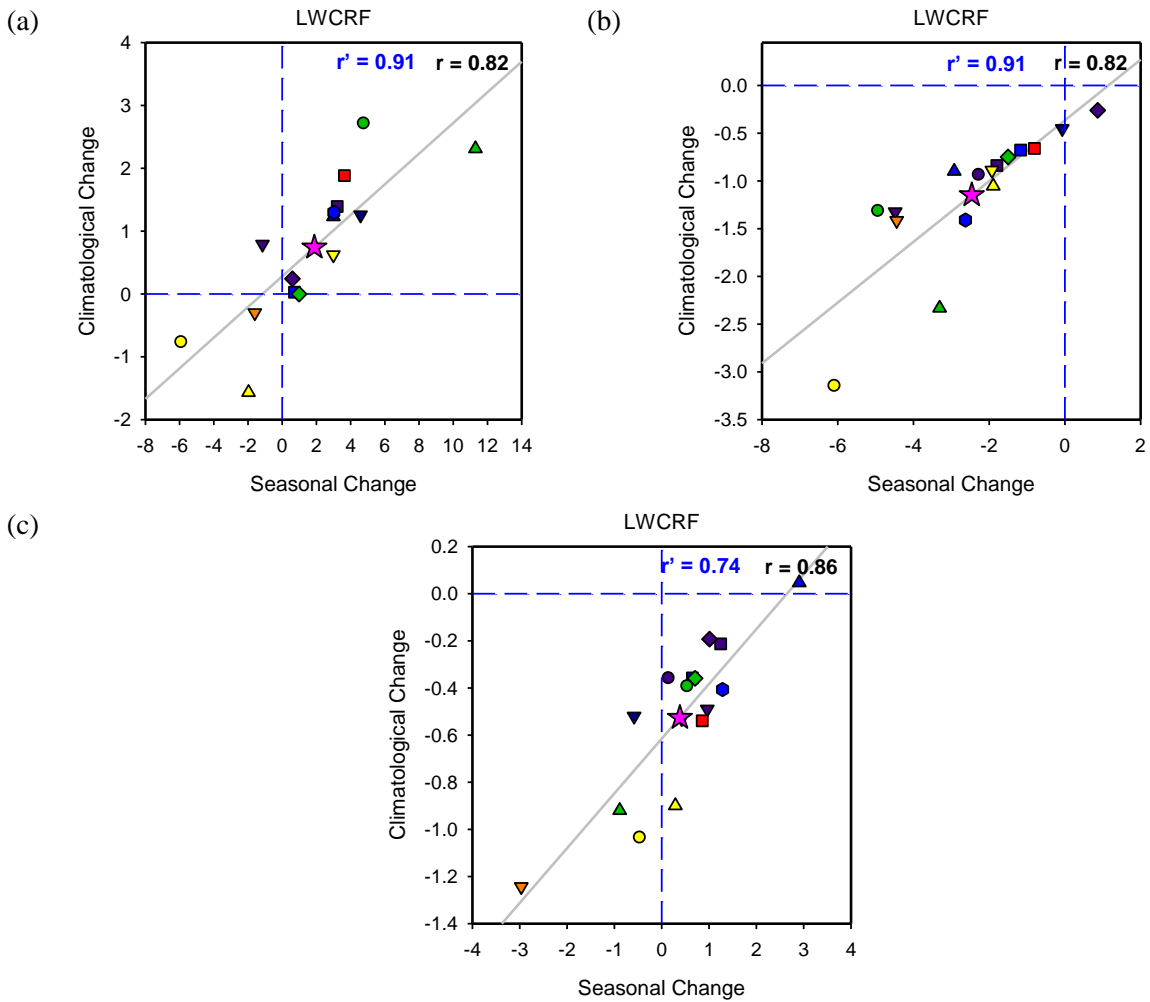 (a)
LWCRF
r’ = 0.91 r = 0.82
4
3
2
1
0
-1
-2
Climatological Change
-8 -6 -4 -2 0 2 4 6 8 10 12 14
Seasonal Change
(b)
LWCRF
r’ = 0.91 r = 0.82
0.0
-0.5
-1.0
-1.5
-2.0
-2.5
-3.0
-3.5
Climatological Change
-8 -6 -4 -2 0 2
Seasonal Change
(c)
LWCRF
r’ = 0.74 r = 0.86
0.2
0.0
-0.2
-0.4
-0.6
-0.8
-1.0
-1.2
-1.4
Climatological Change
-4 -3 -2 -1 0 1 2 3 4
Seasonal Change